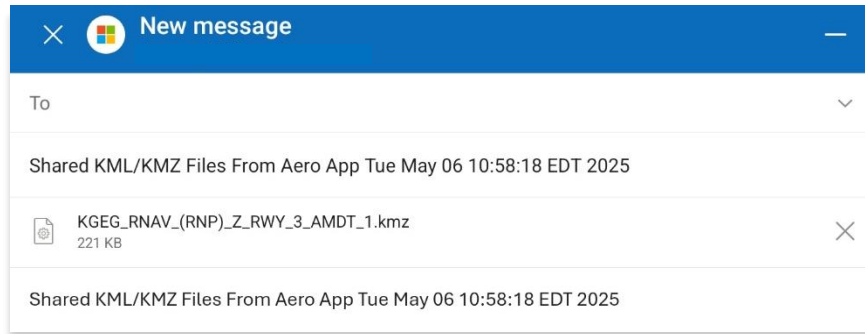 New message
To
Shared KML/KMZ Files From Aero App Tue May 06 10:58:18 EDT 2025
KGEG_RNAV_(RNP)_Z_RWY_3_AMDT_1.kmz
221 KB
Shared KML/KMZ Files From Aero App Tue May 06 10:58:18 EDT 2025